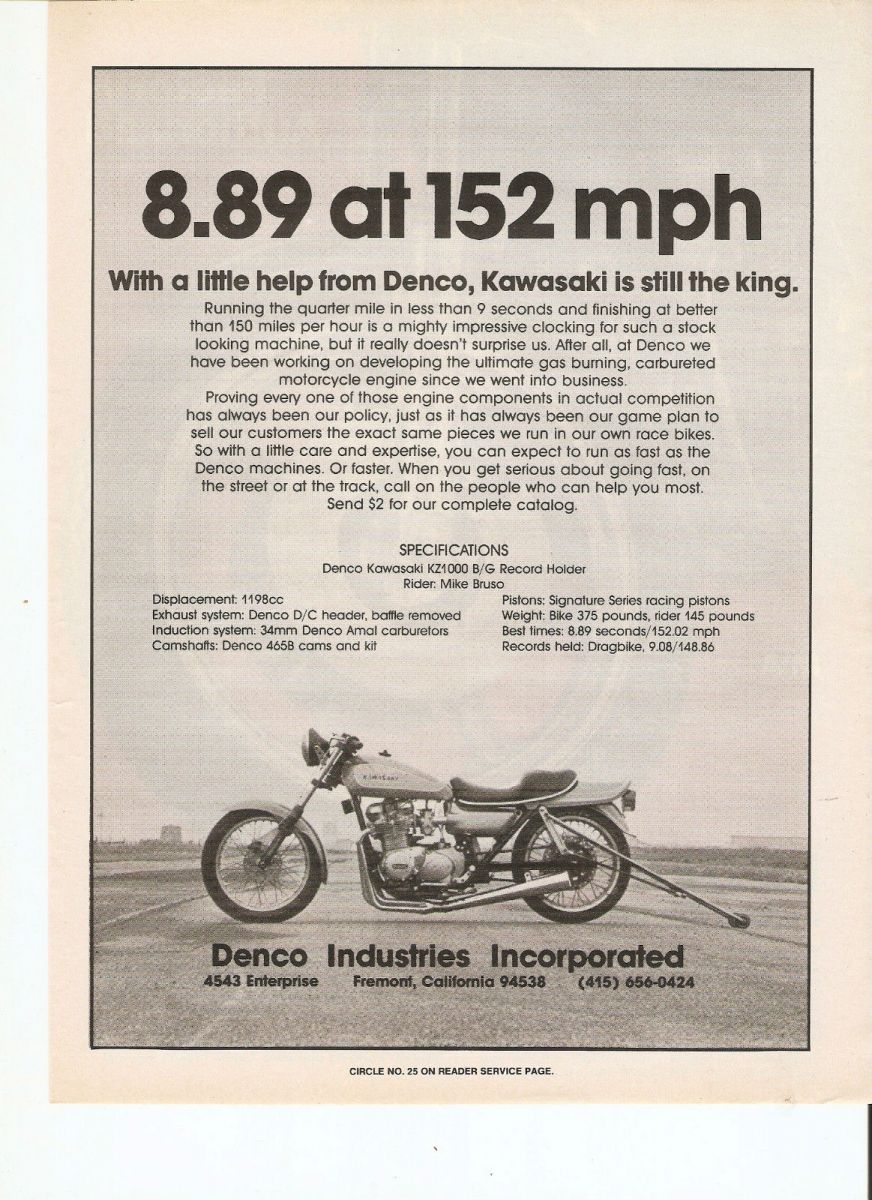 8.89 at 152 mph
With a little help from Denco, Kawasaki is still the king.
Running the quarter mile in less than 9 seconds and finishing at better
than 150 miles per hour is a mighty impressive clocking for such a stock
looking machine, but it really doesn't surprise us. After all, at Denco we
have been working on developing the ultimate gas burning, carbureted
motorcycle engine since we went into business.
Proving every one of those engine components in actual competition
has always been our policy, just as it has always been our game plan to
sell our customers the exact same pieces we run in our own race bikes.
So with a little care and expertise, you can expect to run as fast as the
Denco machines. Or faster. When you get serious about going fast, on
the street or at the track, call on the people who can help you most.
Send $2 for our complete catalog.
SPECIFICATIONS
Denco Kawasaki KZ1000 B/G Record Holder
Rider: Mike Bruso
Displacement: 1198cc
Exhaust system: Denco D/C header, baffle removed
Induction system: 34mm Denco Amal carburetors
Camshafts: Denco 465B cams and kit
Pistons: Signature Series racing pistons
Weight: Bike 375 pounds, rider 145 pounds
Best times: 8.89 seconds/152.02 mph
Records held: Dragbike, 9.08/148.86
KAWASAKI
Denco Industries Incorporated
4543 Enterprise Fremont, California 94538 (415) 656-0424
CIRCLE NO. 25 ON READER SERVICE PAGE.